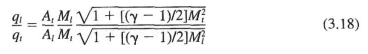 q_l/q_t = A_t/A_l M_l/M_t √(1 + [(γ − 1)/2]M_t^2)/√(1 + [(γ − 1)/2]M_l^2) (3.18)